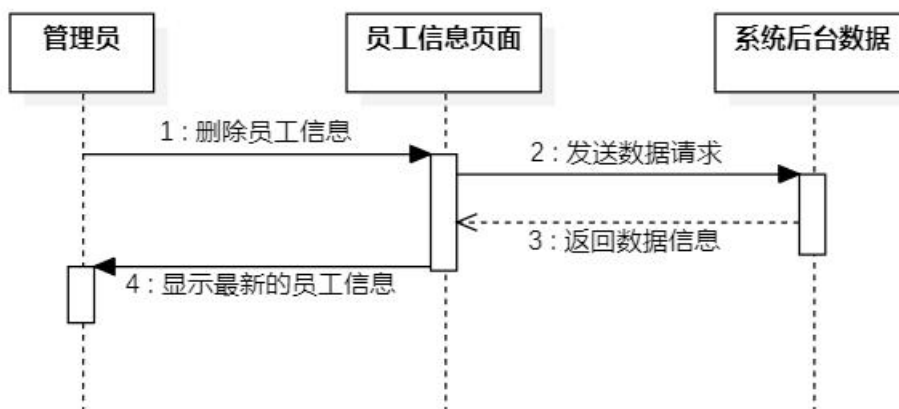 管理员
员工信息页面
系统后台数据
1 : 删除员工信息
2 : 发送数据请求
3 : 返回数据信息
4 : 显示最新的员工信息